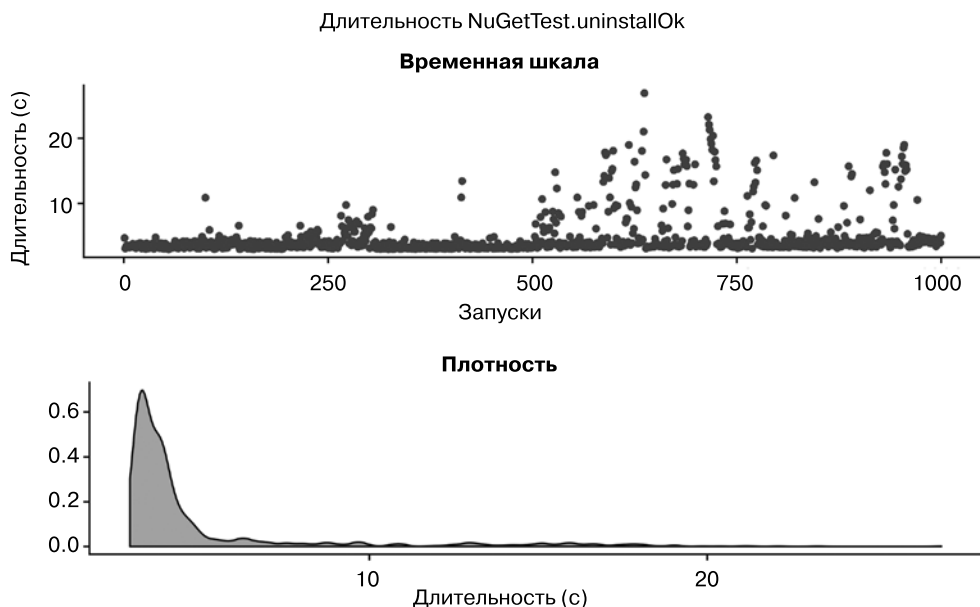 Длительность NuGetTest.uninstallOk
Временная шкала
Длительность (с)
20
10
0 250 500 750 1000
Запуски
Плотность
0.6
0.4
0.2
0.0
10 20
Длительность (с)